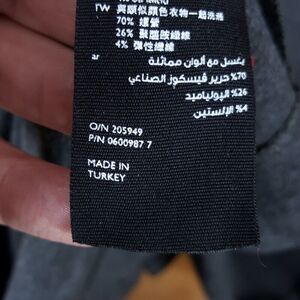 TW 與類似顏色衣物一起洗滌
70% 嫘縈
26% 聚醯胺纖維
4% 彈性纖維
ar يغسل مع ألوان مماثلة
70% حرير فيسكوز الصناعي
26% البولياميد
4% الإلستين
O/N 205949
P/N 0600987 7
MADE IN
TURKEY